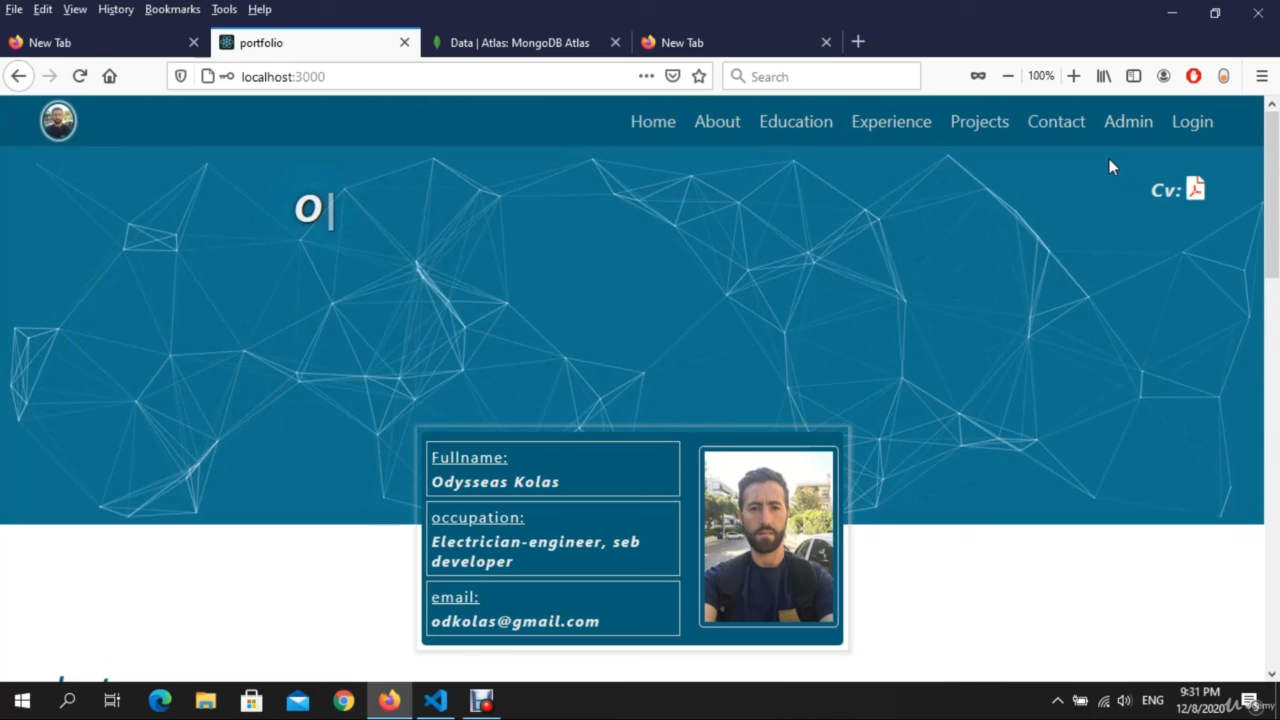 File Edit View History Bookmarks Tools Help
New Tab portfolio Data | Atlas: MongoDB Atlas New Tab
localhost:3000 Search 100%
Home About Education Experience Projects Contact Admin Login
Cv:
O
Fullname:
Odysseas Kolas
occupation:
Electrician-engineer, seb
developer
email:
odkolas@gmail.com
ENG 9:31 PM
12/8/2020